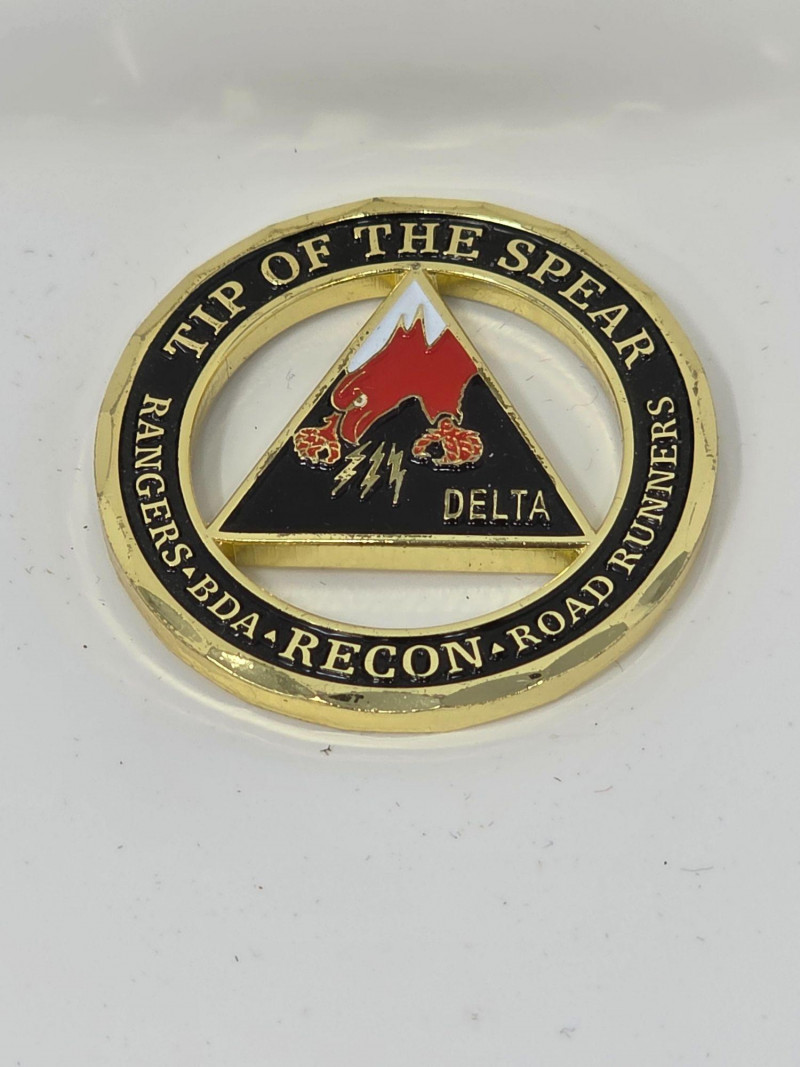 TIP OF THE SPEAR
DELTA
RANGERS▲BDA▲RECON▲ROAD RUNNERS